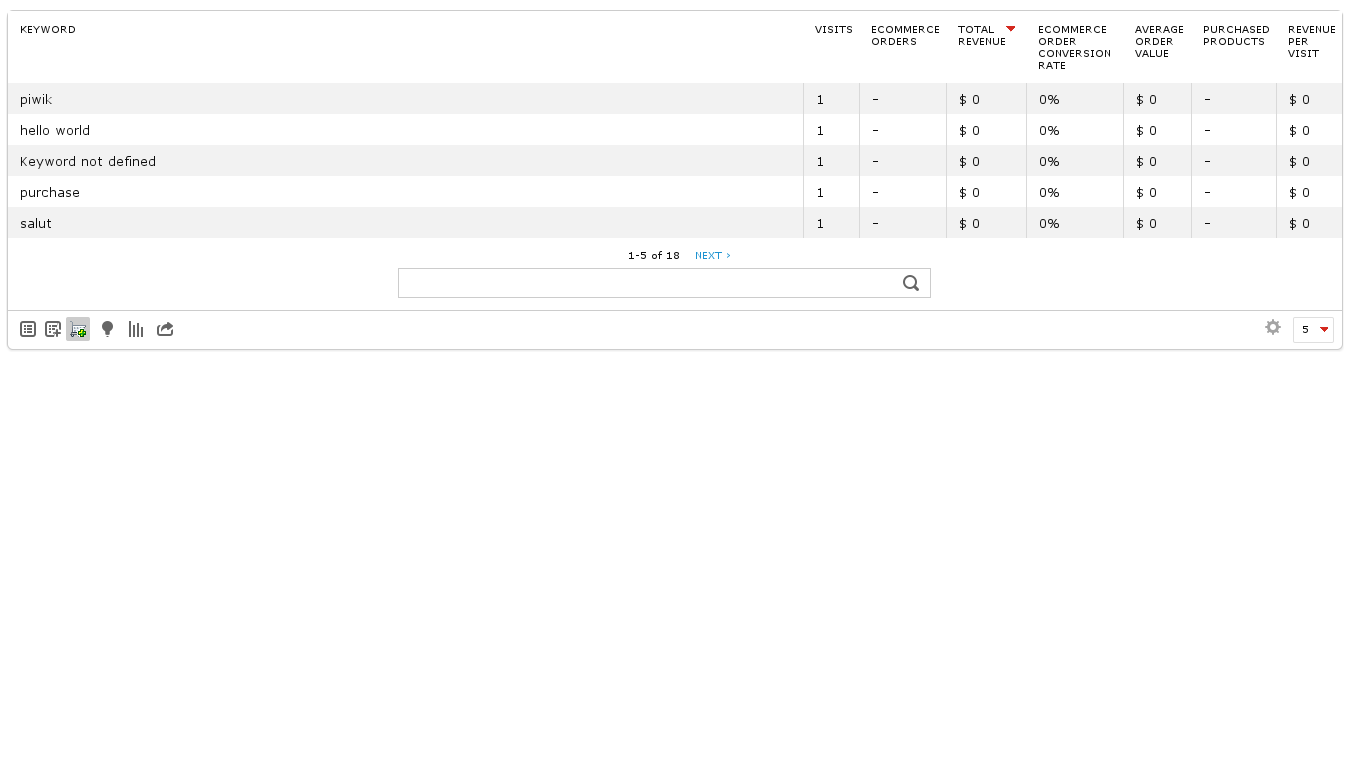 KEYWORD VISITS ECOMMERCE ORDERS TOTAL REVENUE ECOMMERCE ORDER CONVERSION RATE AVERAGE ORDER VALUE PURCHASED PRODUCTS REVENUE PER VISIT
piwik 1 - $ 0 0% $ 0 - $ 0
hello world 1 - $ 0 0% $ 0 - $ 0
Keyword not defined 1 - $ 0 0% $ 0 - $ 0
purchase 1 - $ 0 0% $ 0 - $ 0
salut 1 - $ 0 0% $ 0 - $ 0
1-5 of 18 NEXT ›
5